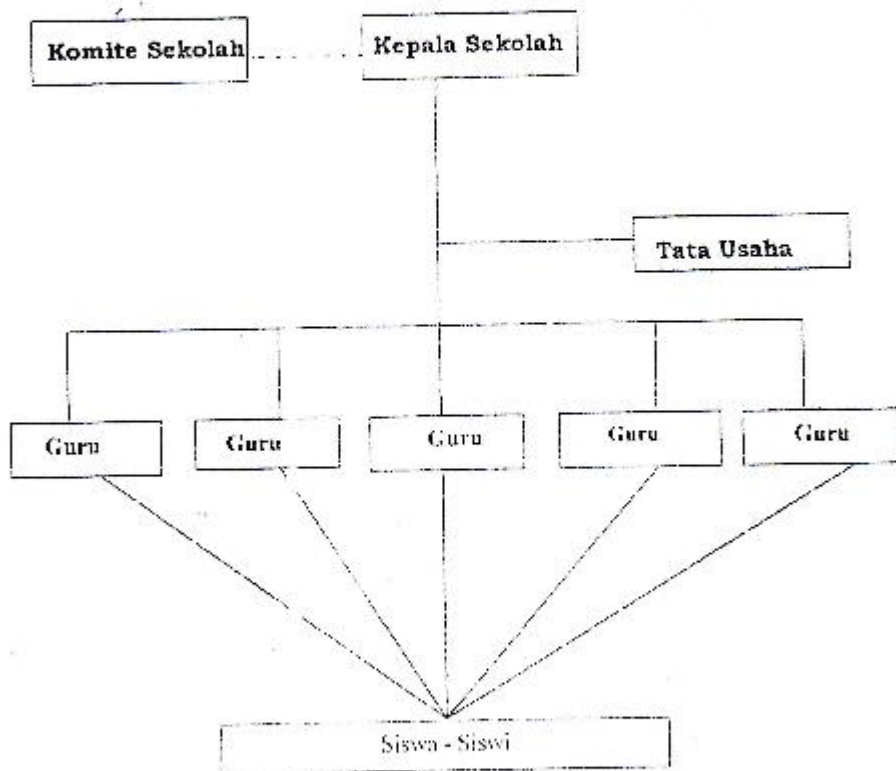 Komite Sekolah
Kepala Sekolah
Tata Usaha
Guru
Guru
Guru
Guru
Guru
Siswa - Siswi